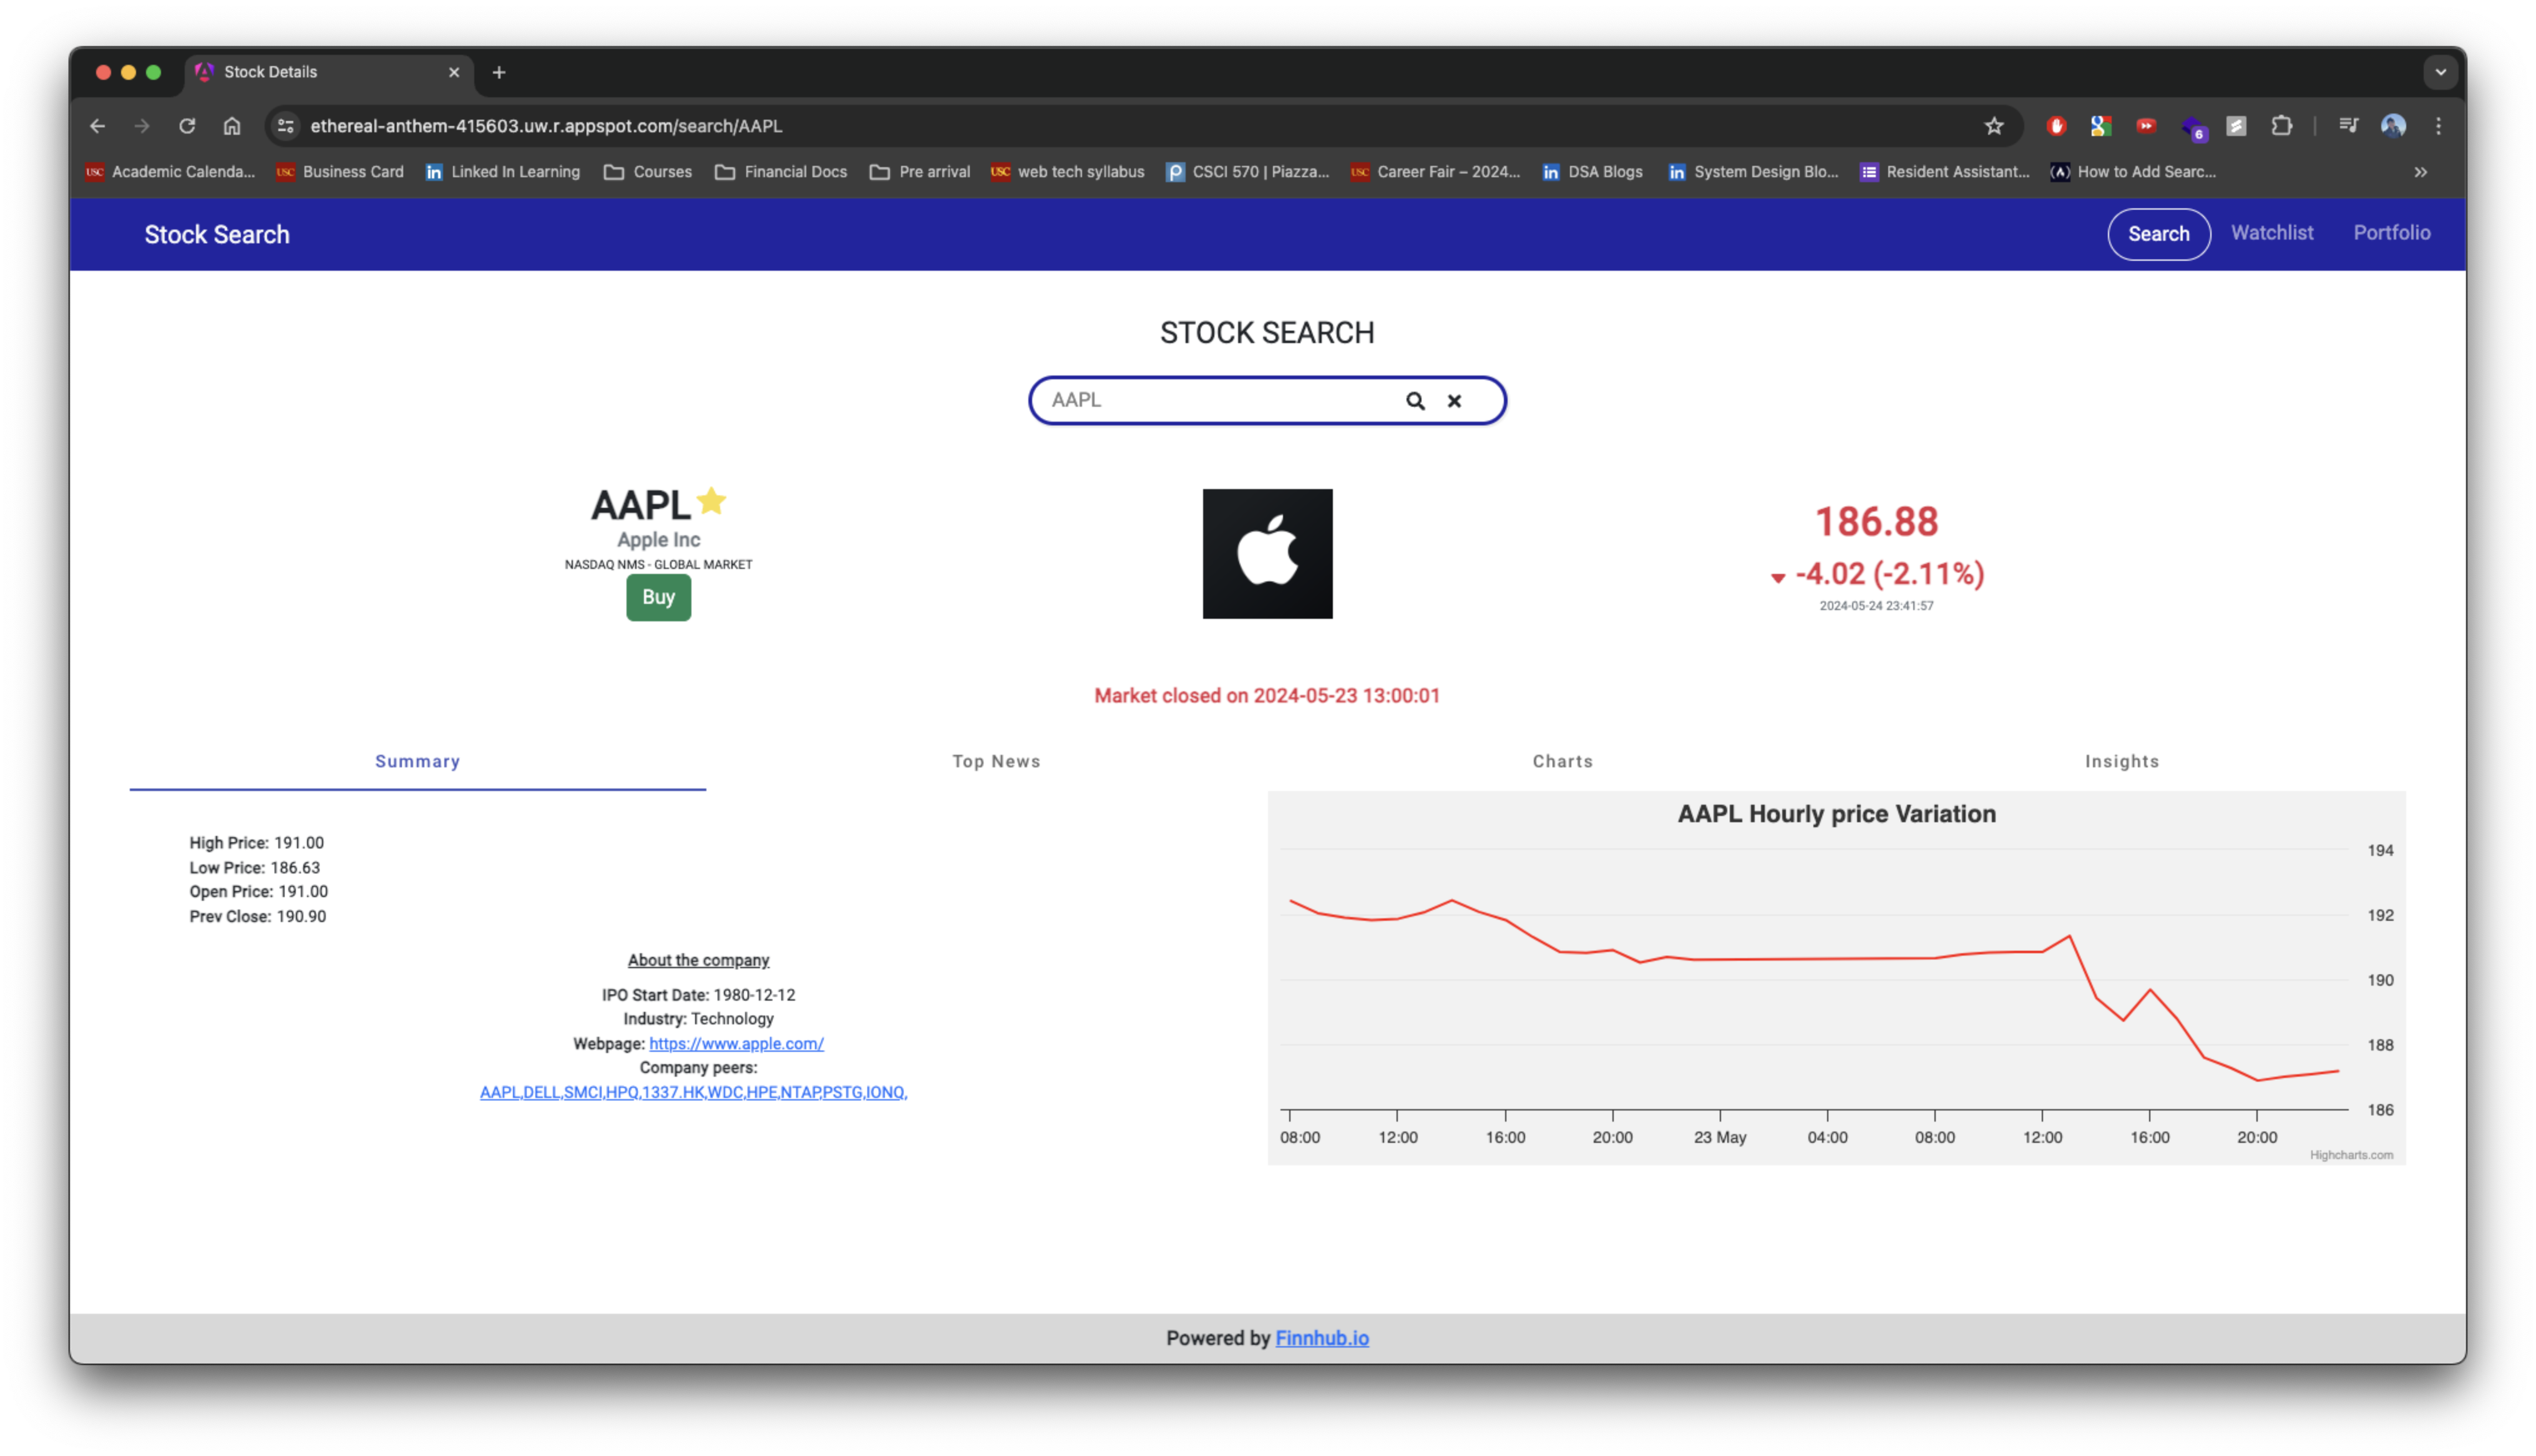 Stock Details
ethereal-anthem-415603.uw.r.appspot.com/search/AAPL
6
USC Academic Calenda... USC Business Card in Linked In Learning Courses Financial Docs Pre arrival USC web tech syllabus p CSCI 570 | Piazza... USC Career Fair – 2024... in DSA Blogs in System Design Blo... Resident Assistant... How to Add Searc... »
Stock Search Search Watchlist Portfolio
STOCK SEARCH
AAPL
AAPL
Apple Inc
NASDAQ NMS - GLOBAL MARKET
Buy
186.88
-4.02 (-2.11%)
2024-05-24 23:41:57
Market closed on 2024-05-23 13:00:01
Summary Top News Charts Insights
High Price: 191.00
Low Price: 186.63
Open Price: 191.00
Prev Close: 190.90
About the company
IPO Start Date: 1980-12-12
Industry: Technology
Webpage: https://www.apple.com/
Company peers:
AAPL,DELL,SMCI,HPQ,1337.HK,WDC,HPE,NTAP,PSTG,IONQ,
AAPL Hourly price Variation
194
192
190
188
186
08:00 12:00 16:00 20:00 23 May 04:00 08:00 12:00 16:00 20:00
Highcharts.com
Powered by Finnhub.io